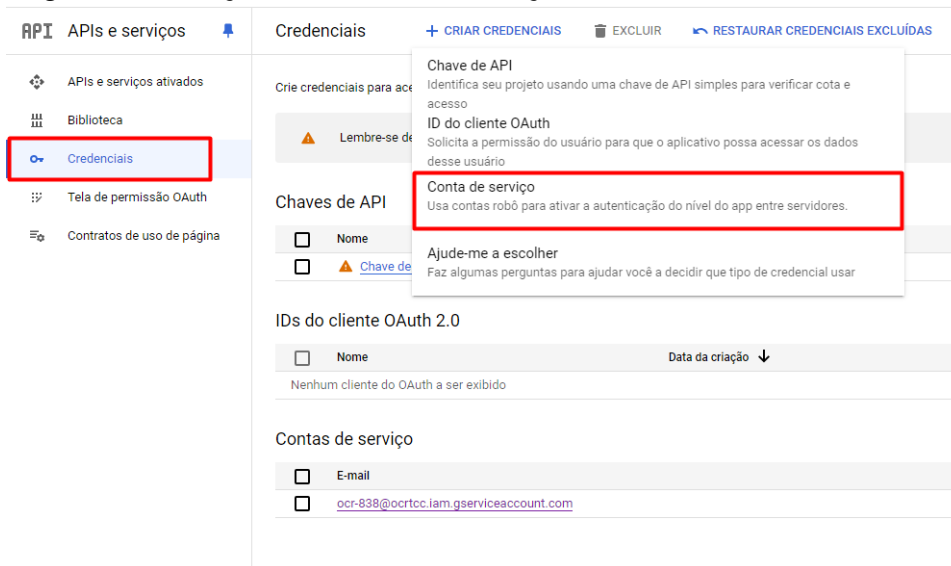 API APIs e serviços
APIs e serviços ativados
Biblioteca
Credenciais
Tela de permissão OAuth
Contratos de uso de página
Credenciais
+ CRIAR CREDENCIAIS
EXCLUIR
RESTAURAR CREDENCIAIS EXCLUÍDAS
Crie credenciais para ace
Lembre-se de
Chave de API
Identifica seu projeto usando uma chave de API simples para verificar cota e
acesso
ID do cliente OAuth
Solicita a permissão do usuário para que o aplicativo possa acessar os dados
desse usuário
Conta de serviço
Usa contas robô para ativar a autenticação do nível do app entre servidores.
Ajude-me a escolher
Faz algumas perguntas para ajudar você a decidir que tipo de credencial usar
Chaves de API
Nome
Chave de
IDs do cliente OAuth 2.0
Nome
Data da criação
Nenhum cliente do OAuth a ser exibido
Contas de serviço
E-mail
ocr-838@ocrtcc.iam.gserviceaccount.com